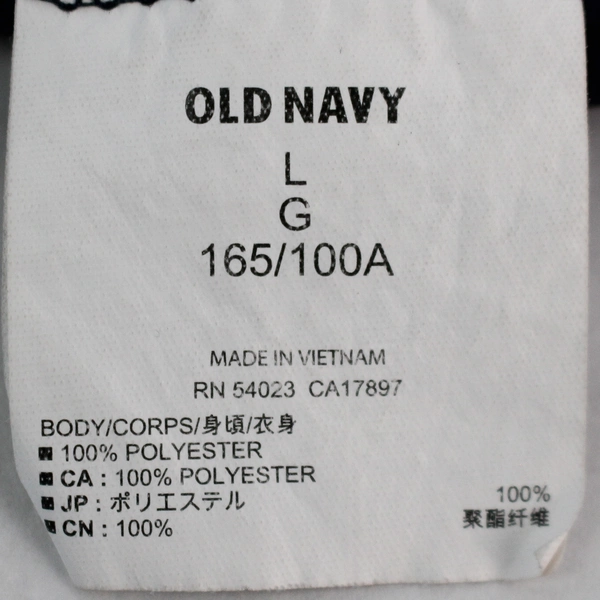 OLD NAVY
L
G
165/100A
MADE IN VIETNAM
RN 54023 CA17897
BODY/CORPS/身頃/衣身
100% POLYESTER
CA : 100% POLYESTER
JP : ポリエステル
CN : 100%
100%
聚酯纤维